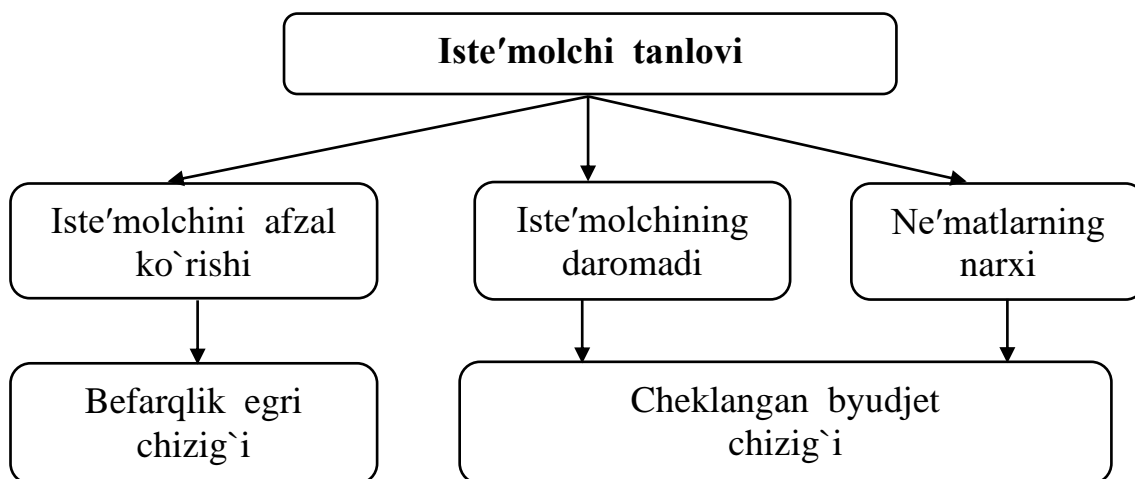 Iste′molchi tanlovi
Iste′molchini afzal
ko`rishi
Iste′molchining
daromadi
Ne′matlarning
narxi
Befarqlik egri
chizig`i
Cheklangan byudjet
chizig`i